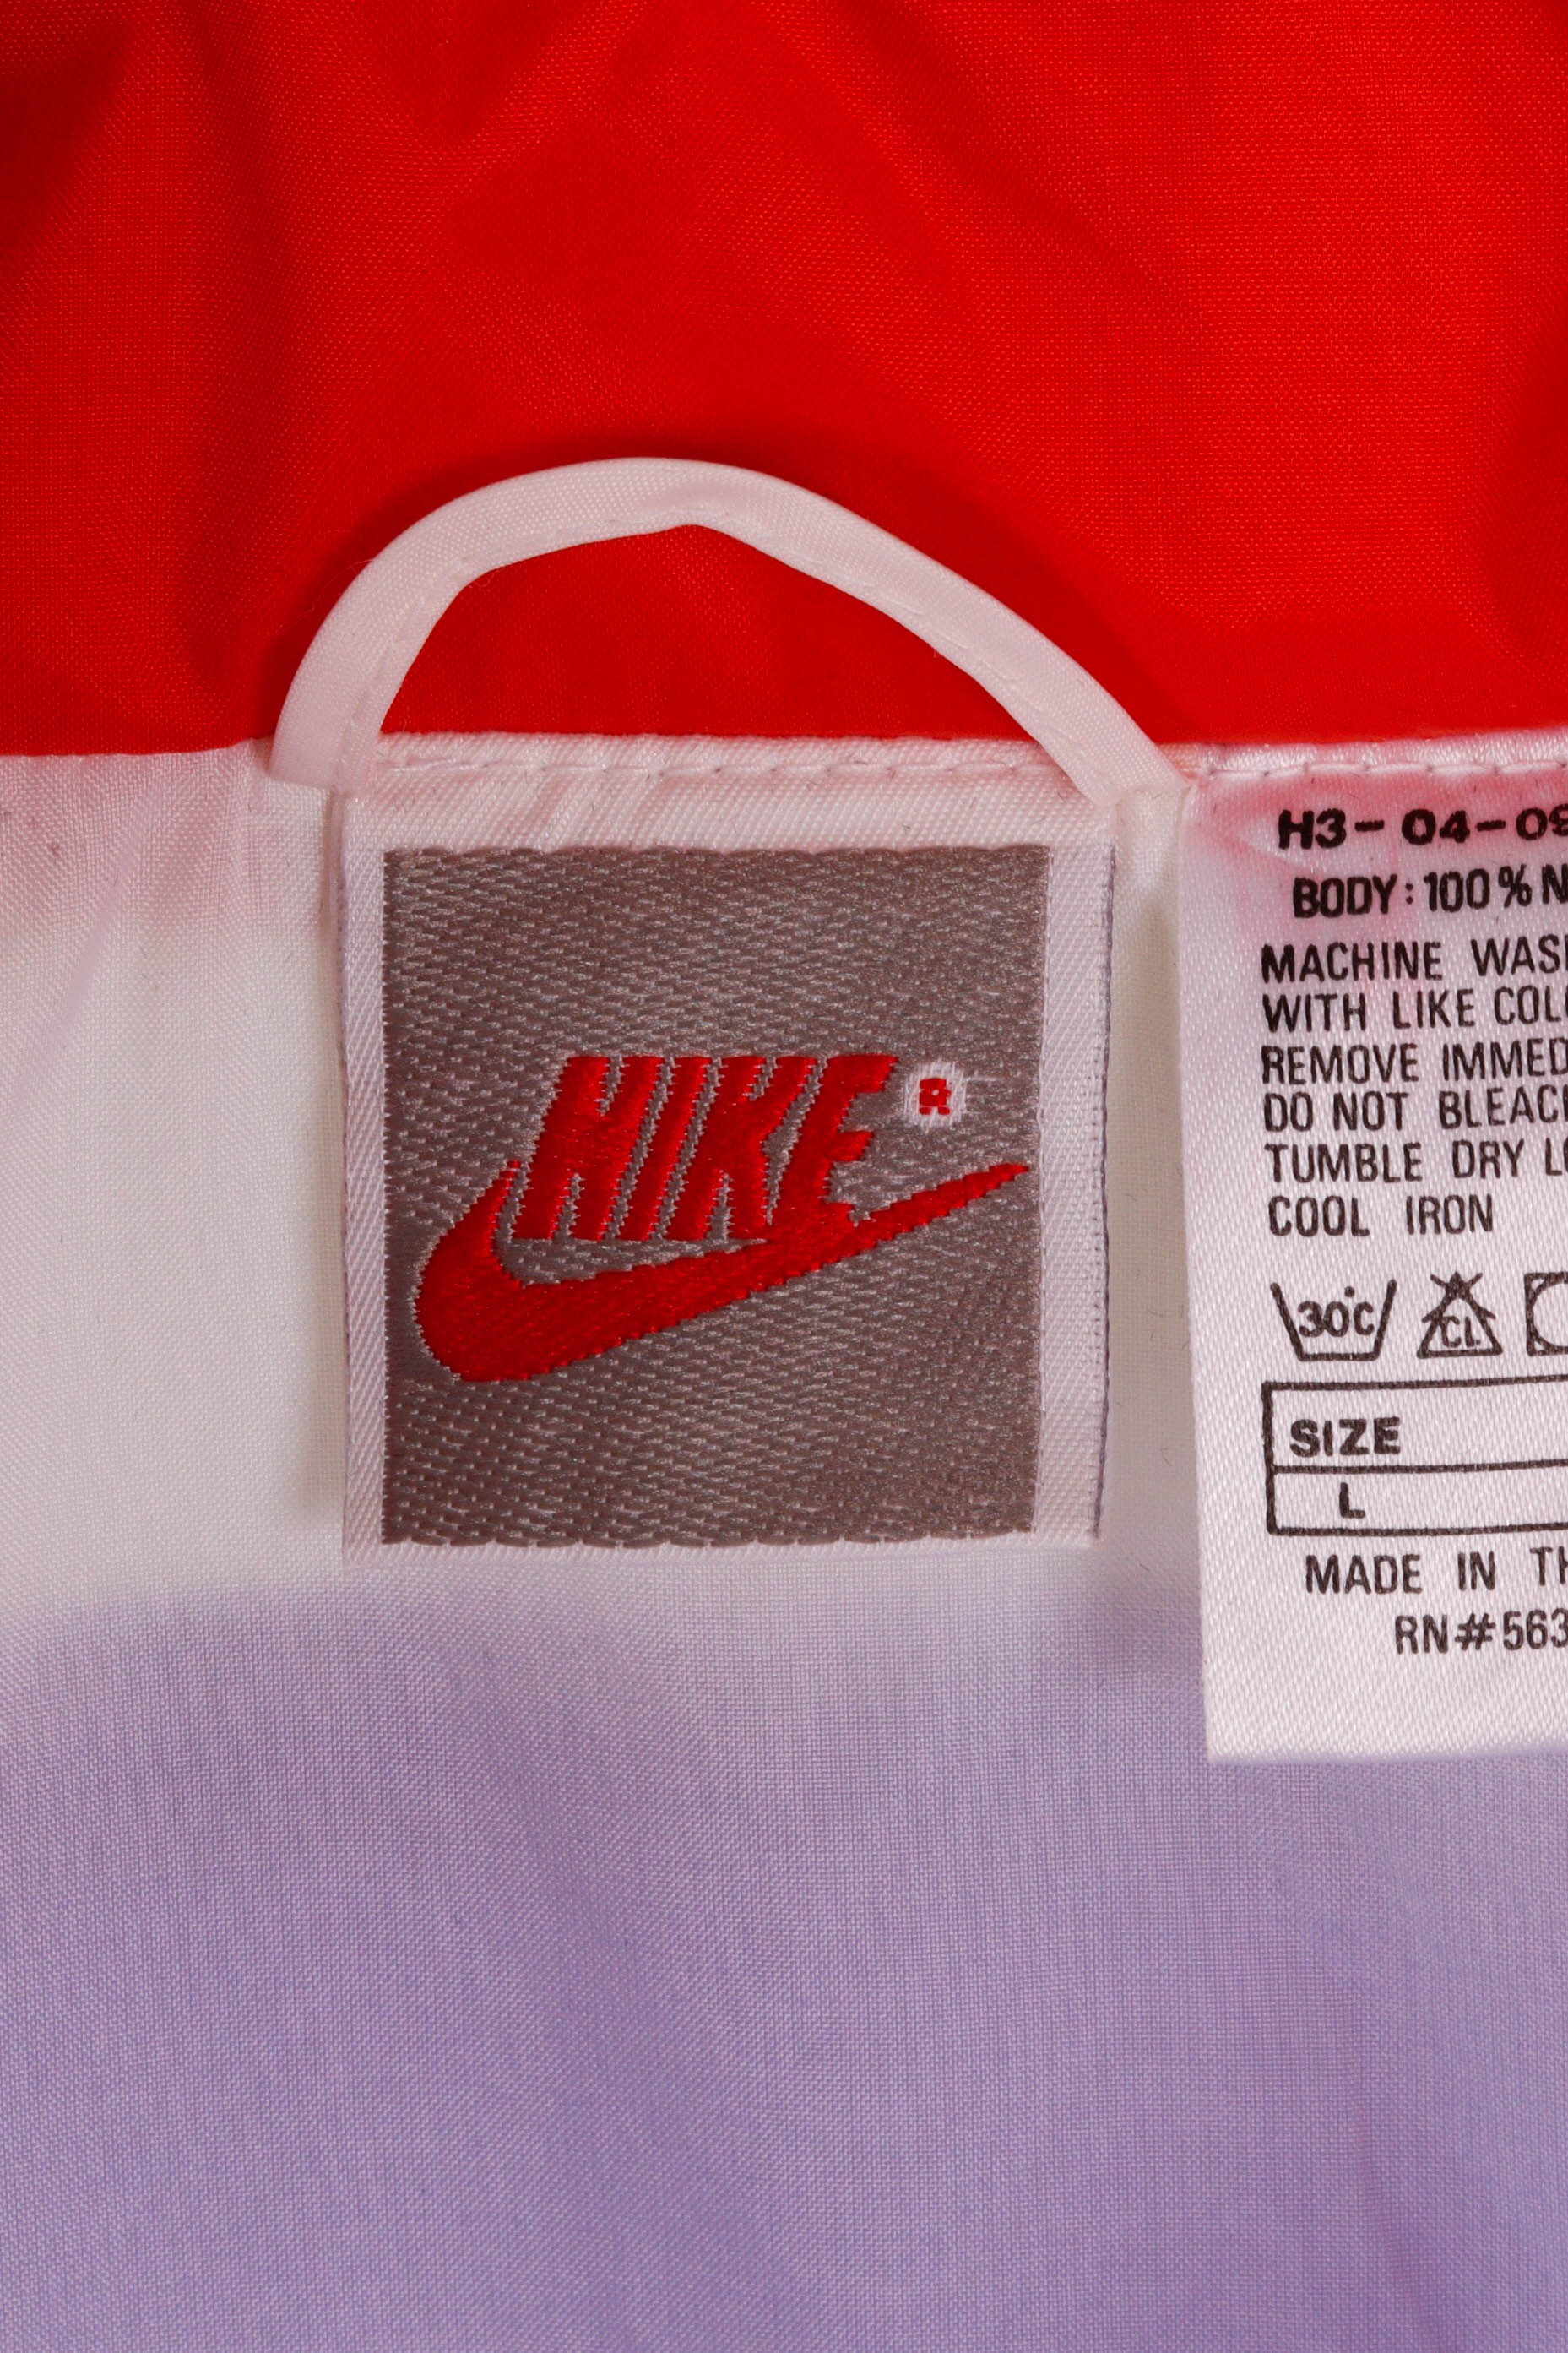 NIKE ®
H3-04-09
BODY: 100% N
MACHINE WAS
WITH LIKE COL
REMOVE IMMED
DO NOT BLEAC
TUMBLE DRY L
COOL IRON
30°C CL
SIZE
L
MADE IN TH
RN#563